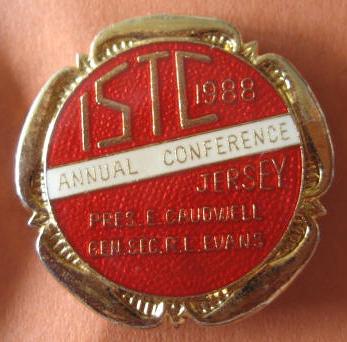 ISTC 1988
ANNUAL CONFERENCE
JERSEY
PRES. E. CAUDWELL
GEN. SEC. R. L. EVANS